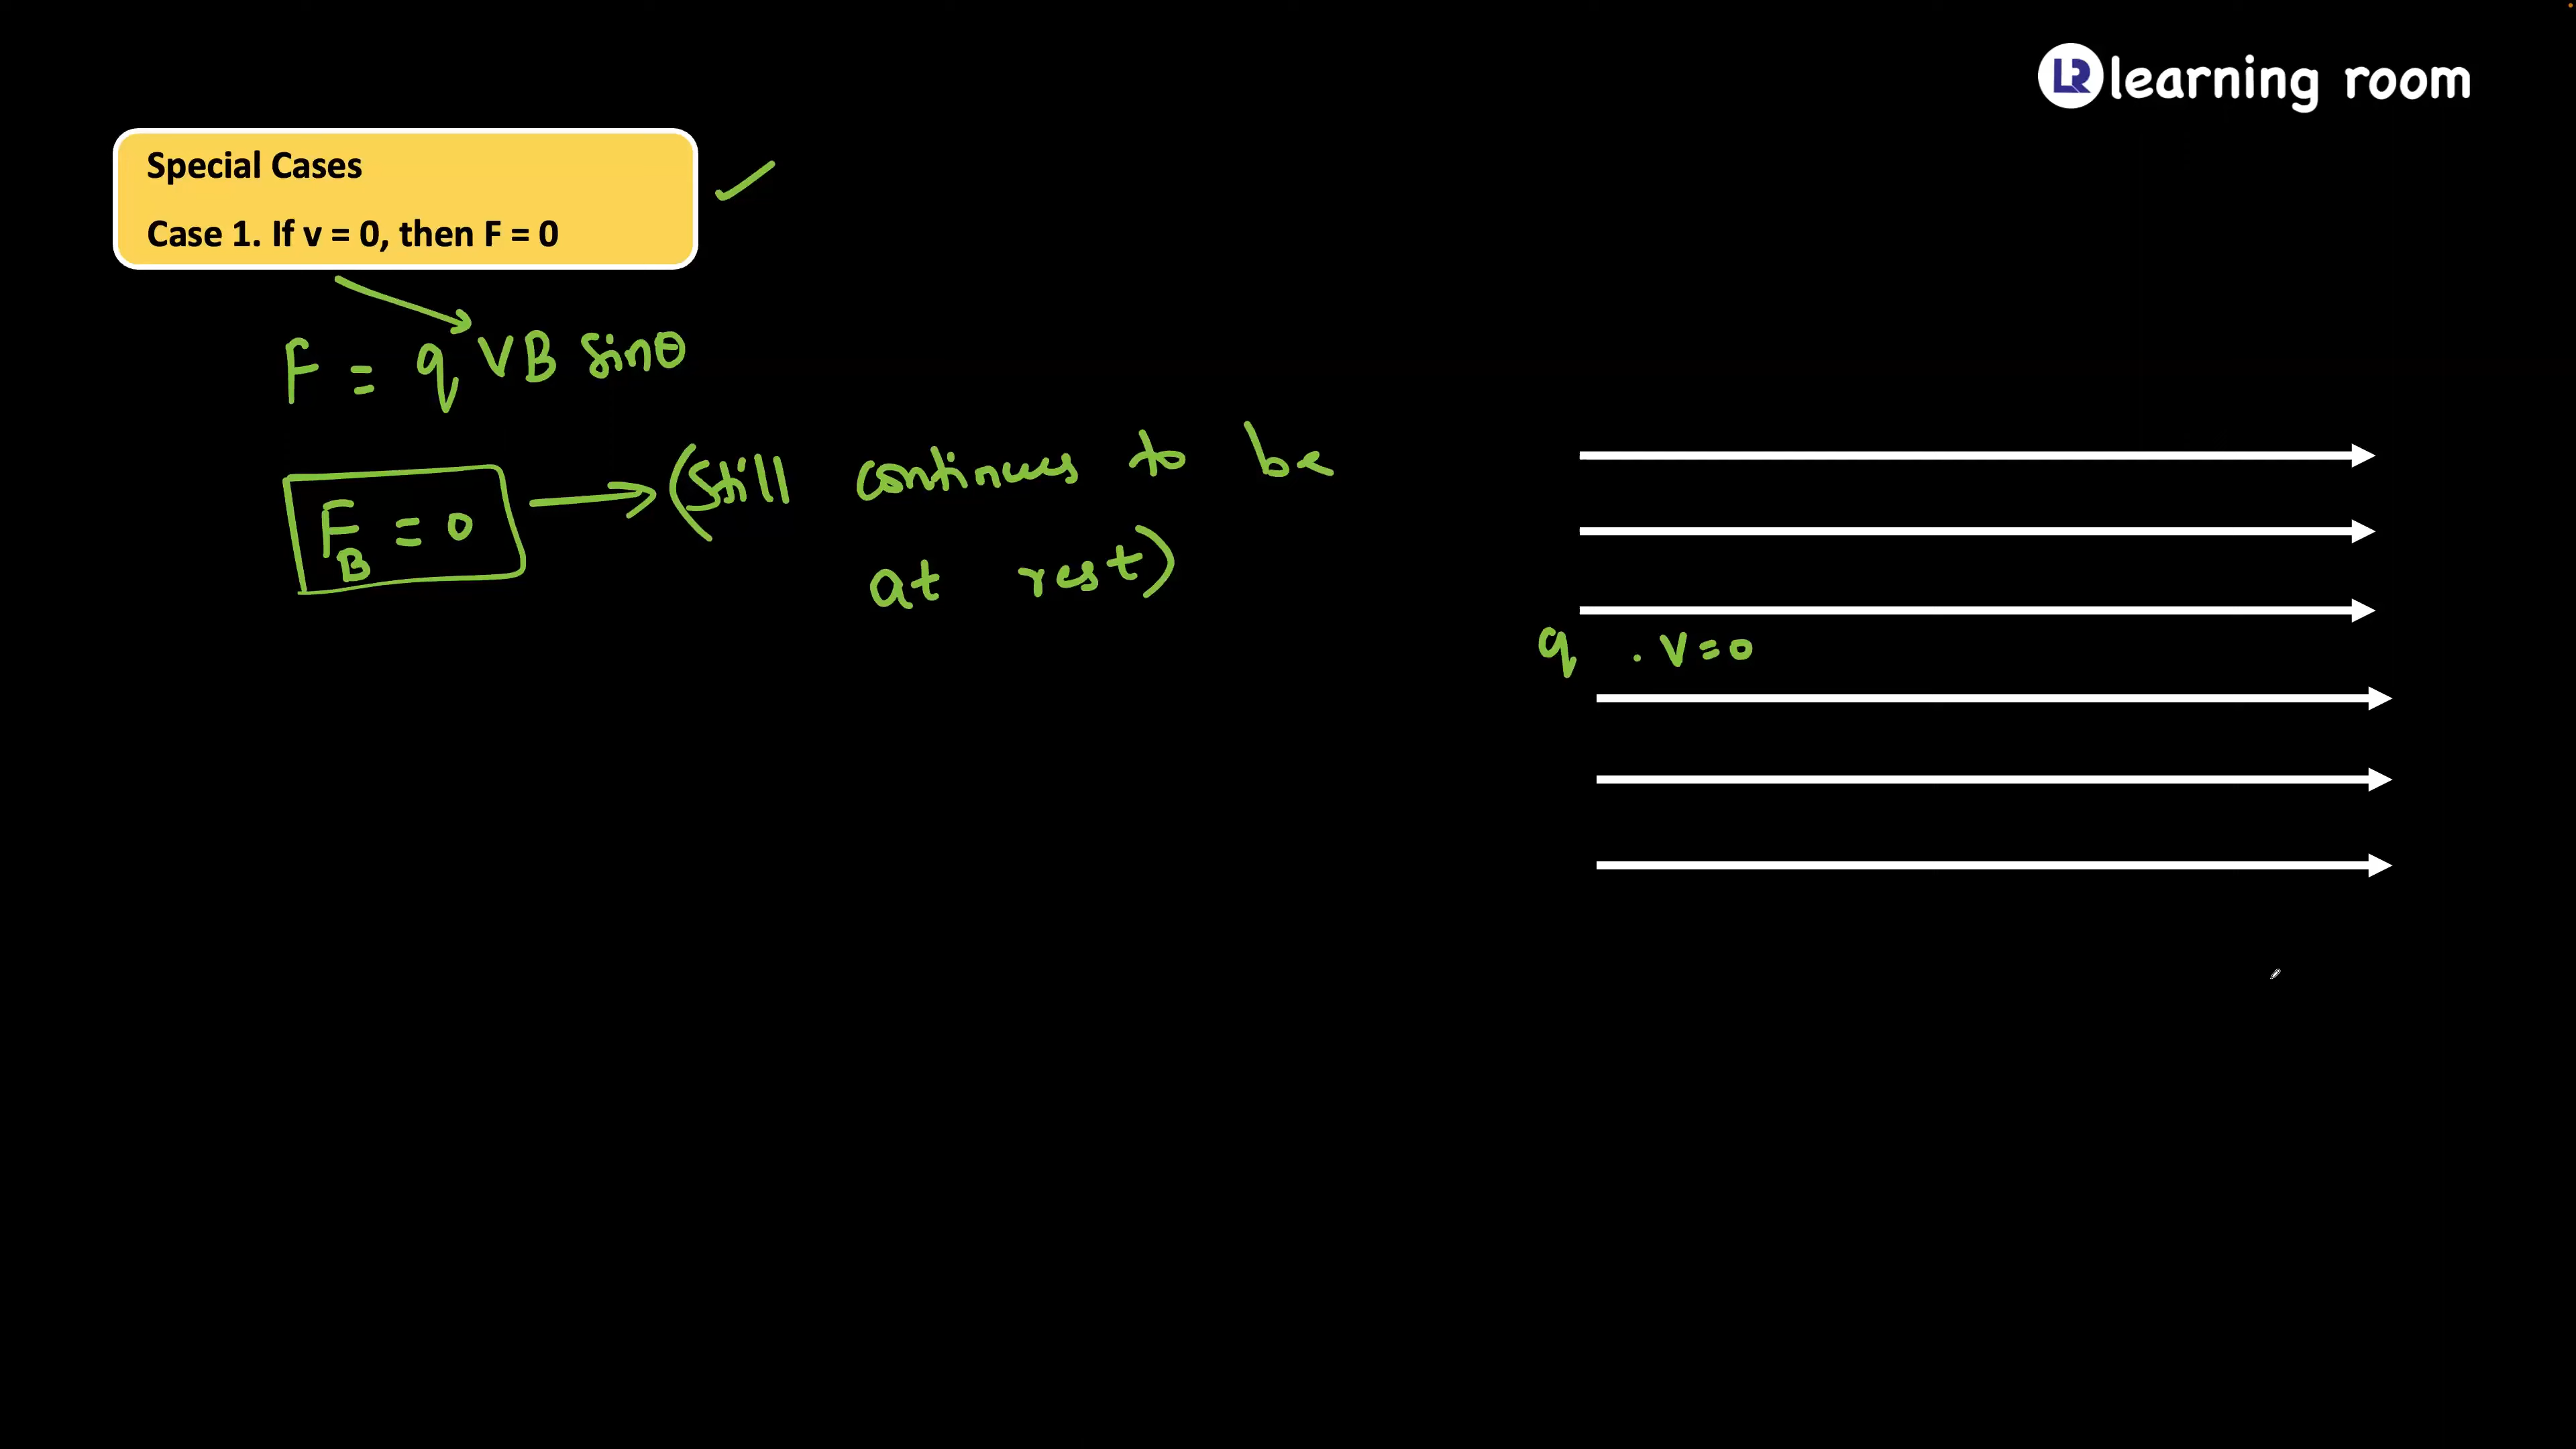 LR learning room
Special Cases
Case 1. If v = 0, then F = 0
F = q V B Sinθ
F_B = 0 → (Still continues to be
at rest)
q . V = 0